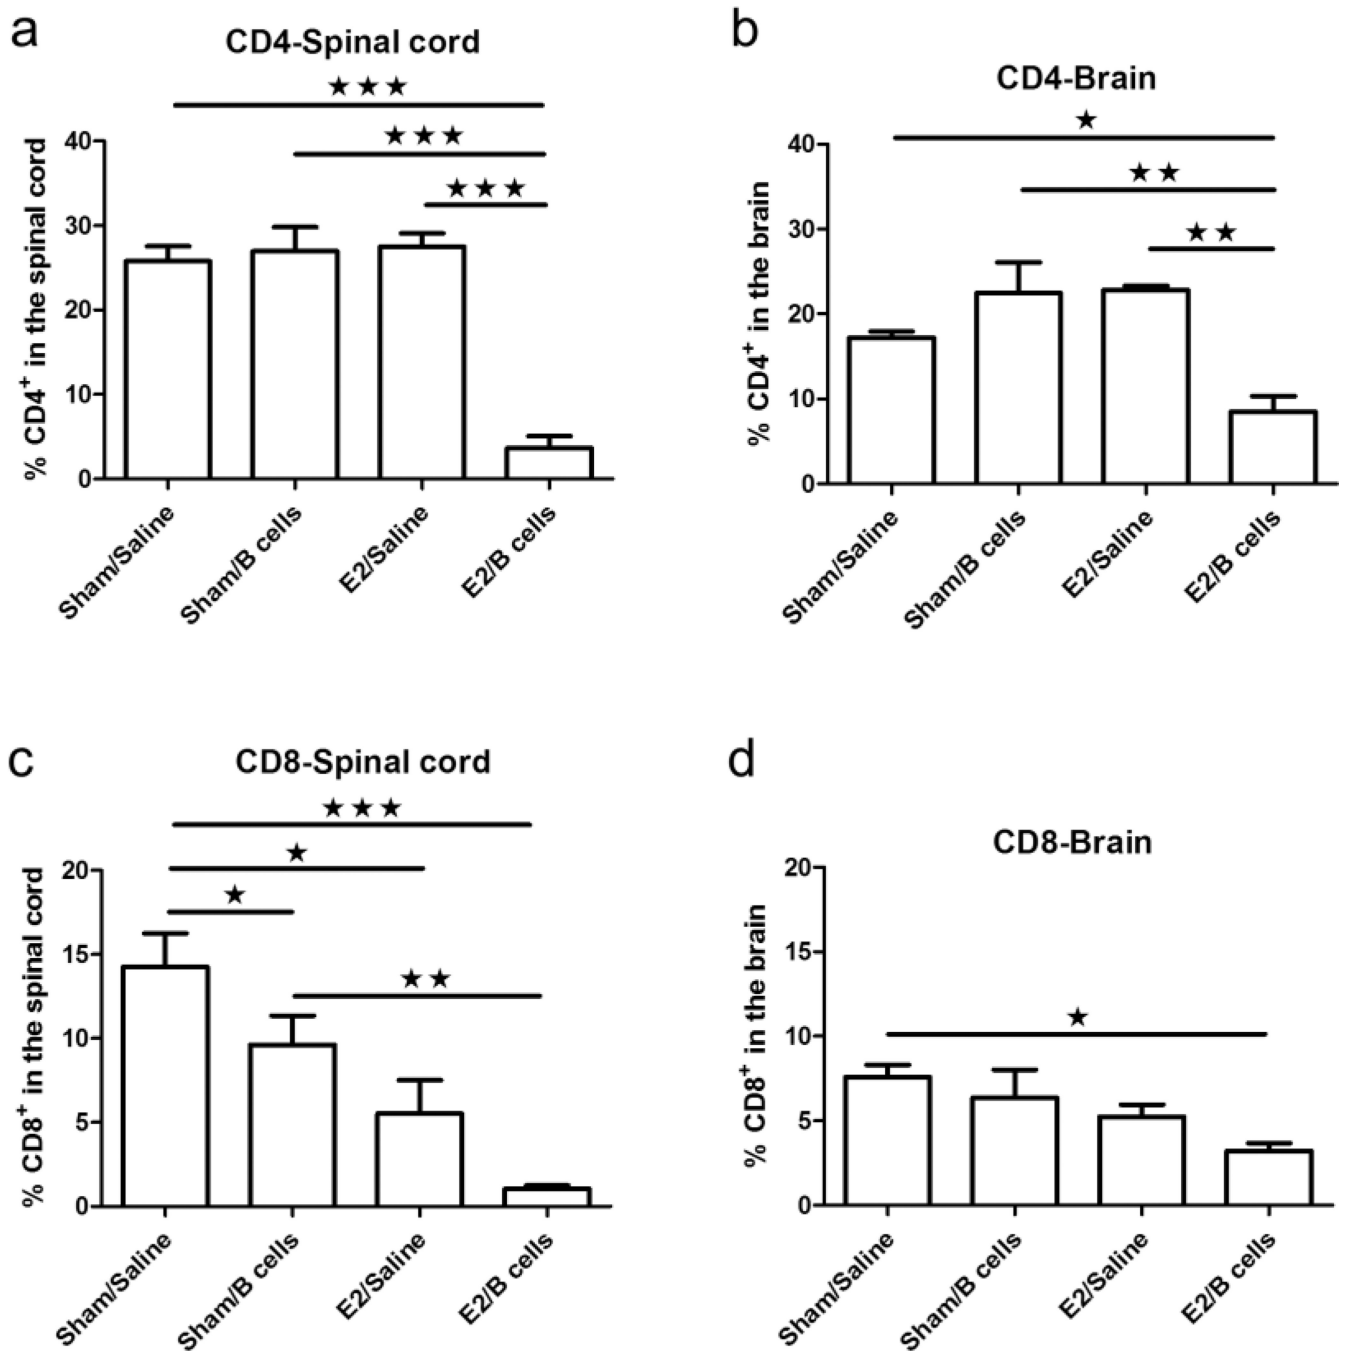 a
CD4-Spinal cord
★★★
★★★
★★★
% CD4⁺ in the spinal cord
40
30
20
10
0
Sham/Saline
Sham/B cells
E2/Saline
E2/B cells
b
CD4-Brain
★
★★
★★
% CD4⁺ in the brain
40
30
20
10
0
Sham/Saline
Sham/B cells
E2/Saline
E2/B cells
c
CD8-Spinal cord
★★★
★
★
★★
% CD8⁺ in the spinal cord
20
15
10
5
0
Sham/Saline
Sham/B cells
E2/Saline
E2/B cells
d
CD8-Brain
★
% CD8⁺ in the brain
20
15
10
5
0
Sham/Saline
Sham/B cells
E2/Saline
E2/B cells